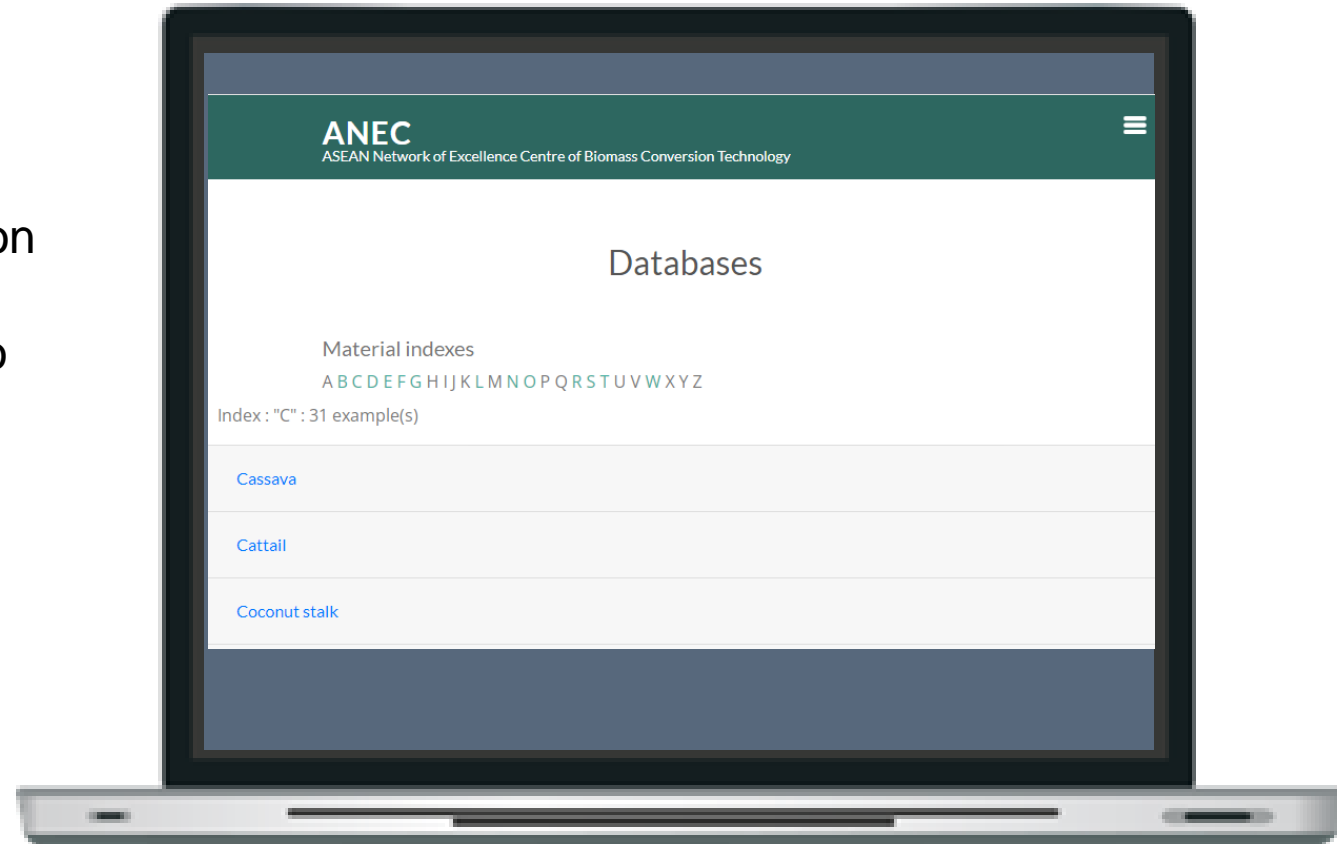 on
ANEC
ASEAN Network of Excellence Centre of Biomass Conversion Technology
Databases
Material indexes
A B C D E F G H I J K L M N O P Q R S T U V W X Y Z
Index : "C" : 31 example(s)
Cassava
Cattail
Coconut stalk